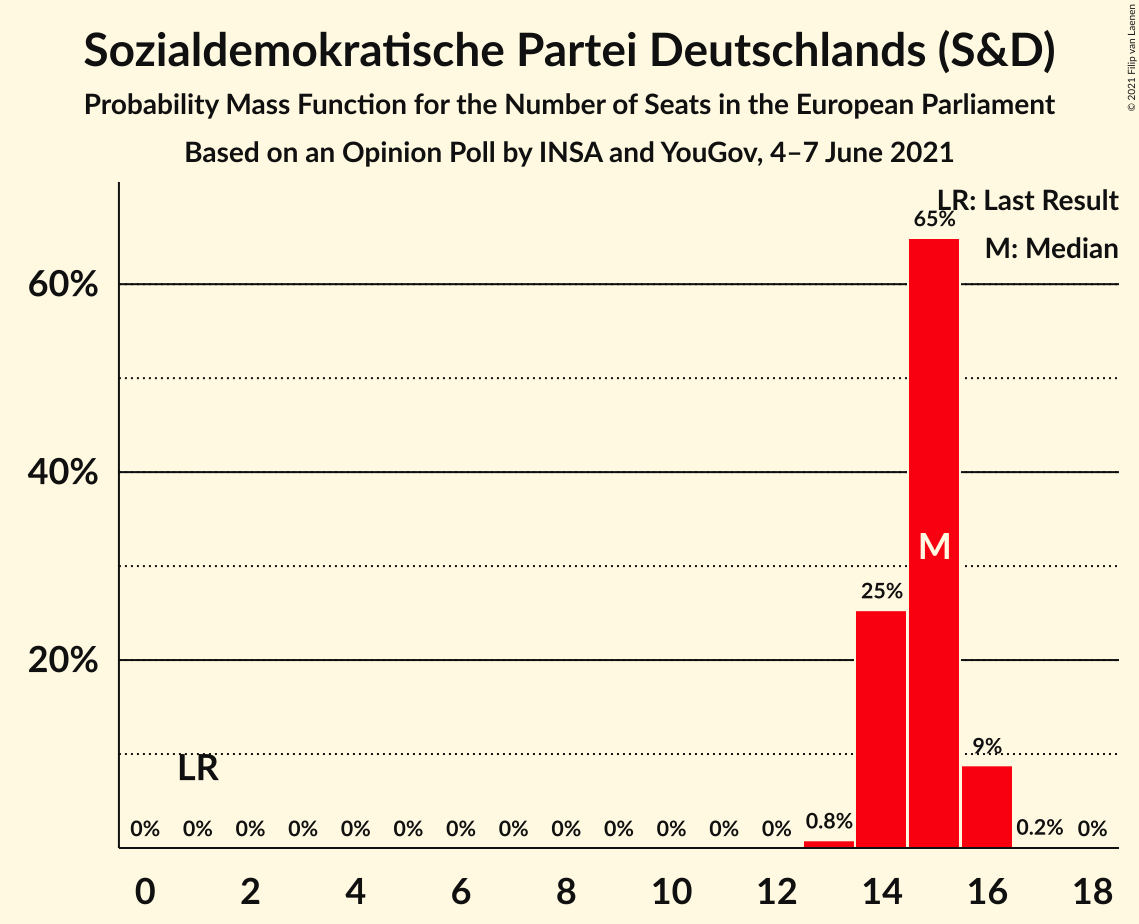 Sozialdemokratische Partei Deutschlands (S&D)
Probability Mass Function for the Number of Seats in the European Parliament
Based on an Opinion Poll by INSA and YouGov, 4–7 June 2021
© 2021 Filip van Laenen
LR: Last Result
M: Median
65%
60%
40%
M
25%
20%
9%
LR
0% 0% 0% 0% 0% 0% 0% 0% 0% 0% 0% 0% 0% 0.8% 0.2% 0%
0 2 4 6 8 10 12 14 16 18